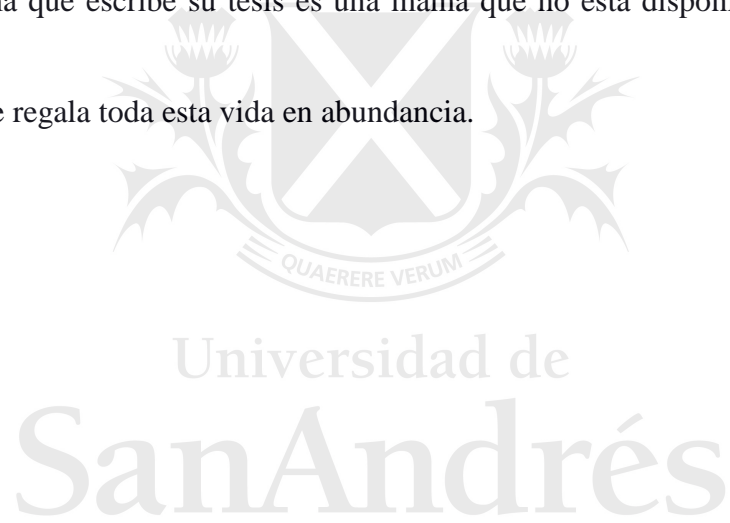 que escribe su tesis es una mamá que no está
regala toda esta vida en abundancia.
QUAERERE VERUM
Universidad de
SanAndrés